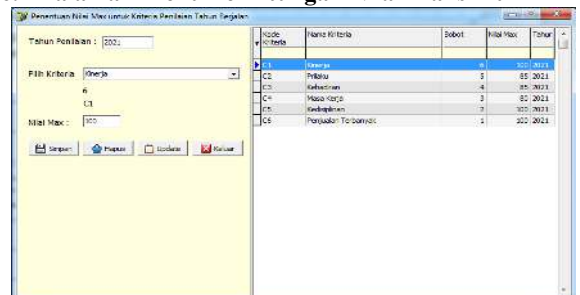 Penentuan Nilai Max untuk Kriteria Penilaian Tahun Berjalan
Tahun Penilaian : 2021
Pilih Kriteria Kinerja
6
C1
Nilai Max : 100
Simpan Hapus Update Keluar
Kode Kriteria Nama Kriteria Bobot Nilai Max Tahun
C1 Kinerja 6 100 2021
C2 Prilaku 5 85 2021
C3 Kehadiran 4 85 2021
C4 Masa Kerja 3 80 2021
C5 Kedisiplinan 2 100 2021
C6 Penjualan Terbanyak 1 100 2021